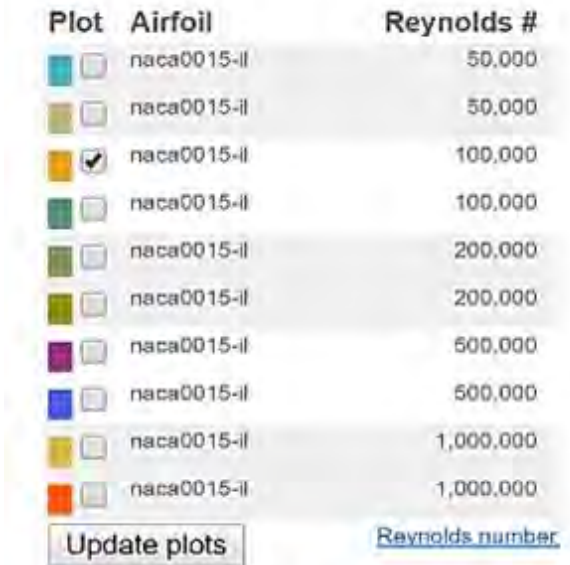 Plot Airfoil Reynolds #
naca0015-il 50,000
naca0015-il 50,000
naca0015-il 100,000
naca0015-il 100,000
naca0015-il 200,000
naca0015-il 200,000
naca0015-il 500,000
naca0015-il 500,000
naca0015-il 1,000,000
naca0015-il 1,000,000
Update plots Reynolds number